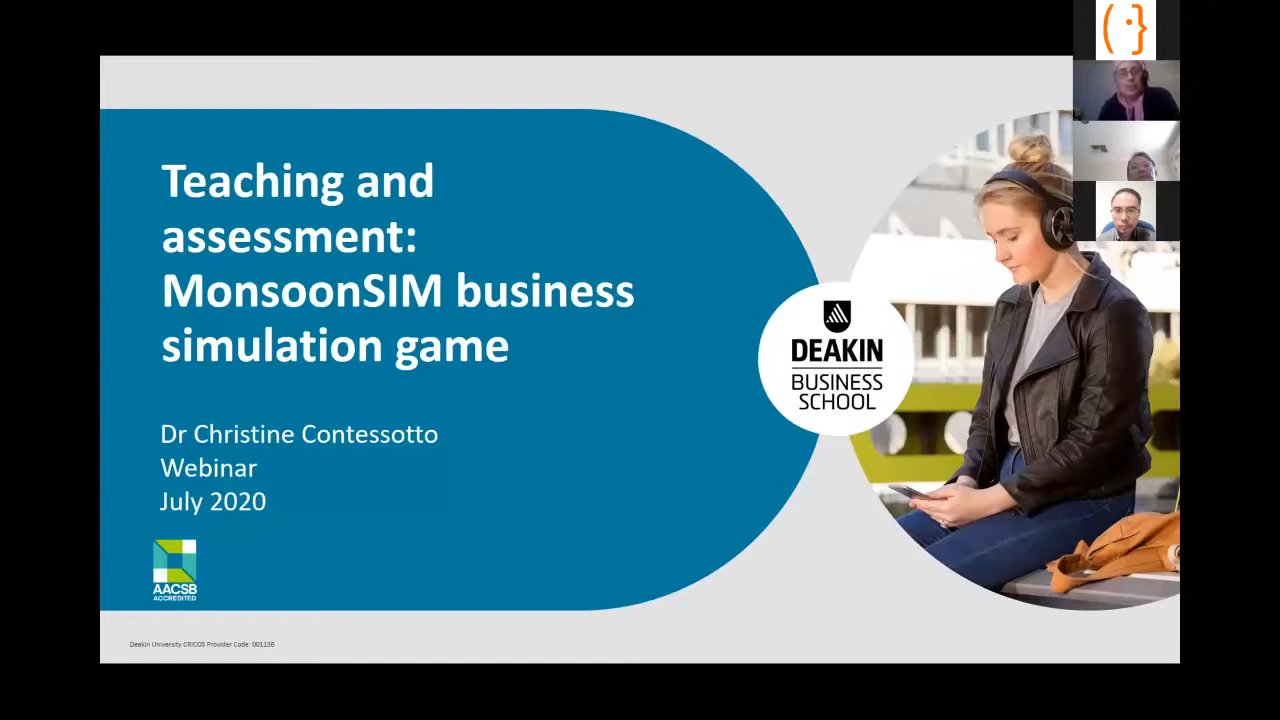 Teaching and
assessment:
MonsoonSIM business
simulation game
Dr Christine Contessotto
Webinar
July 2020
DEAKIN
BUSINESS
SCHOOL
AACSB
ACCREDITED
Deakin University CRICOS Provider Code: 00113B